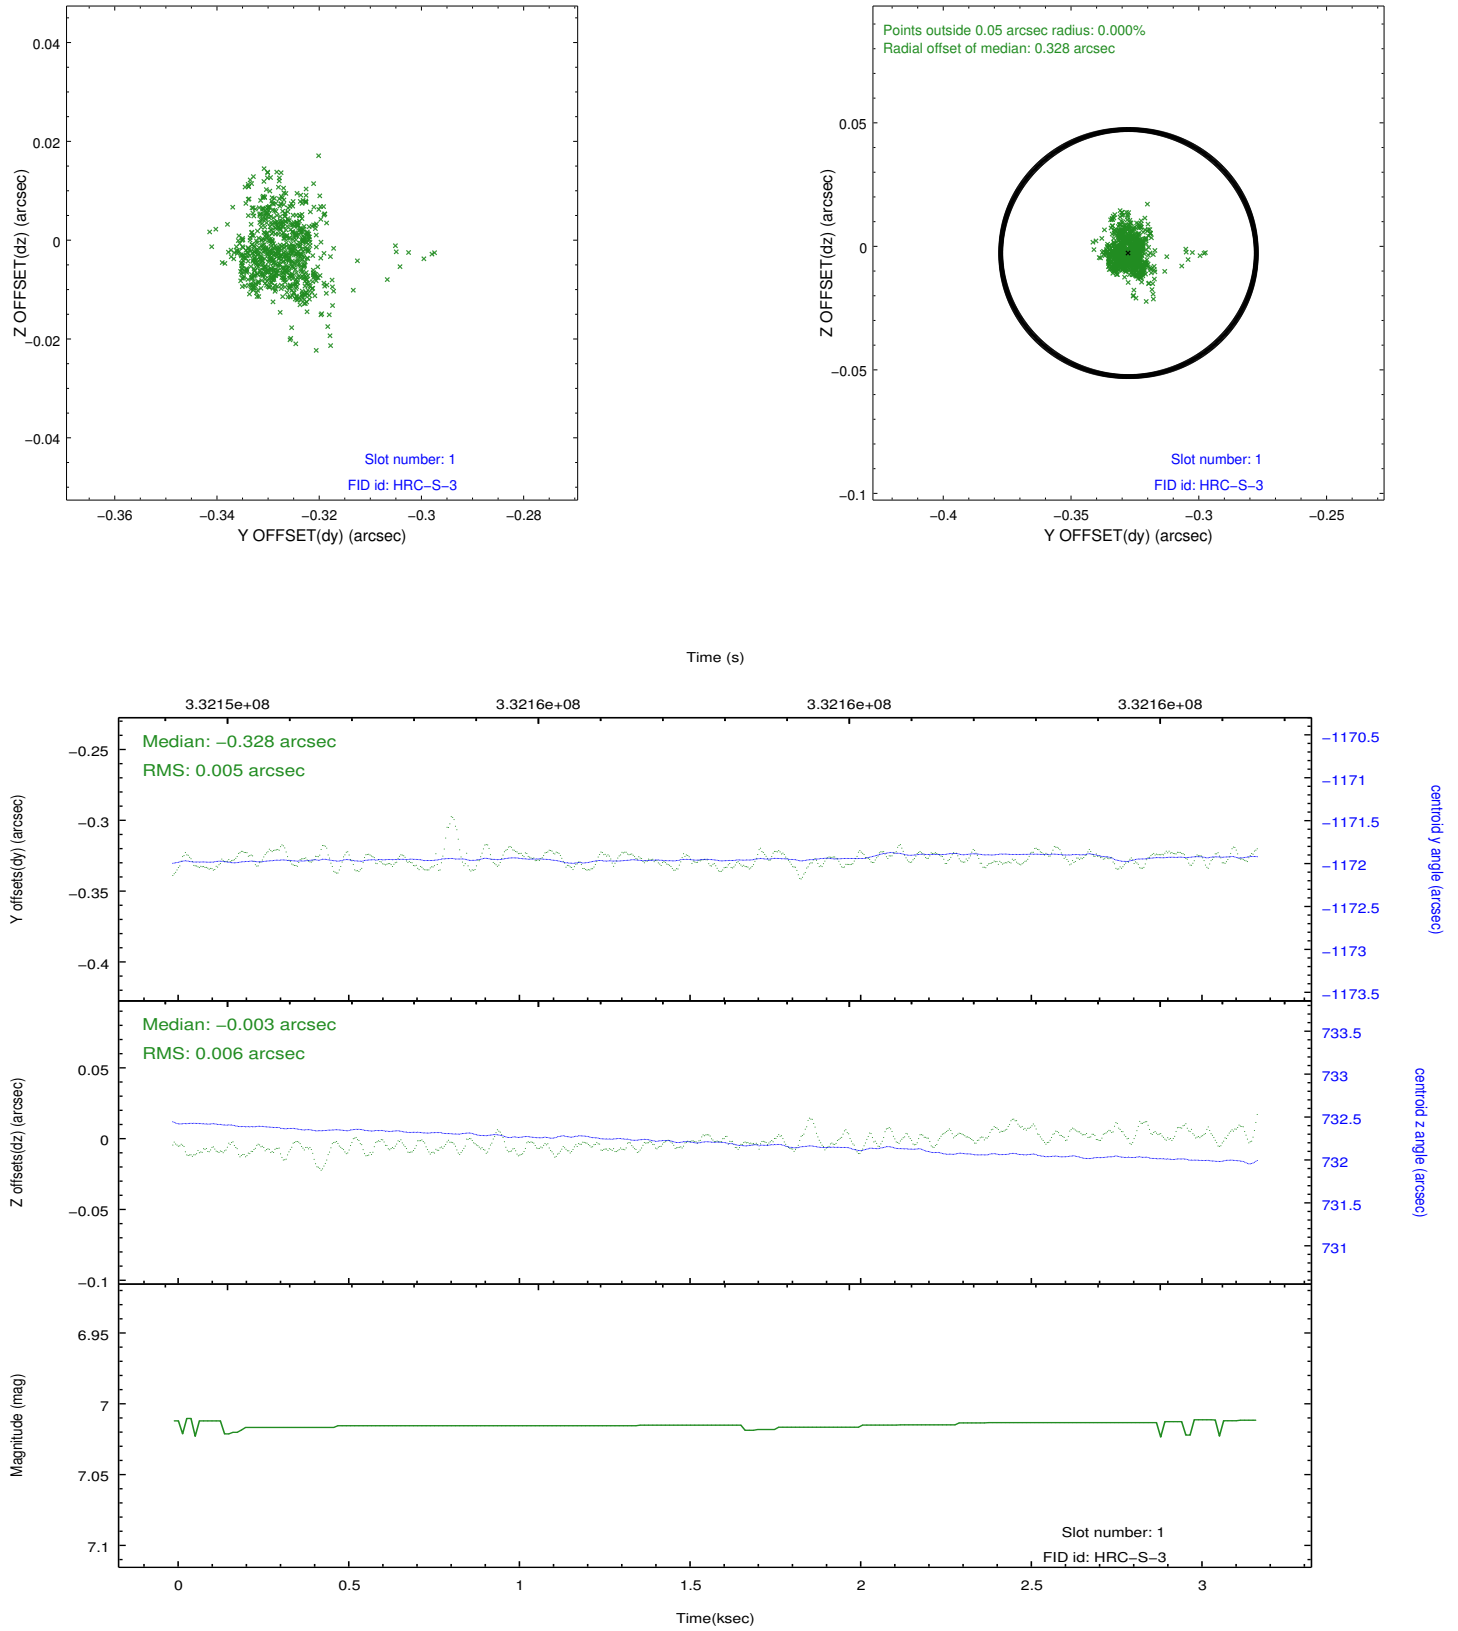 0.04
0.02
0
−0.02
−0.04
Z OFFSET(dz) (arcsec)
Slot number: 1
FID id: HRC−S−3
−0.36
−0.34
−0.32
−0.3
−0.28
Y OFFSET(dy) (arcsec)
Points outside 0.05 arcsec radius: 0.000%
Radial offset of median: 0.328 arcsec
0.05
0
−0.05
−0.1
Z OFFSET(dz) (arcsec)
Slot number: 1
FID id: HRC−S−3
−0.4
−0.35
−0.3
−0.25
Y OFFSET(dy) (arcsec)
Time (s)
3.3215e+08
3.3216e+08
3.3216e+08
3.3216e+08
Median: −0.328 arcsec
RMS: 0.005 arcsec
−0.25
−0.3
−0.35
−0.4
Y offsets(dy) (arcsec)
−1170.5
−1171
−1171.5
−1172
−1172.5
−1173
−1173.5
centroid y angle (arcsec)
Median: −0.003 arcsec
RMS: 0.006 arcsec
0.05
0
−0.05
−0.1
Z offsets(dz) (arcsec)
733.5
733
732.5
732
731.5
731
centroid z angle (arcsec)
6.95
7
7.05
7.1
Magnitude (mag)
Slot number: 1
FID id: HRC−S−3
0
0.5
1
1.5
2
2.5
3
Time(ksec)